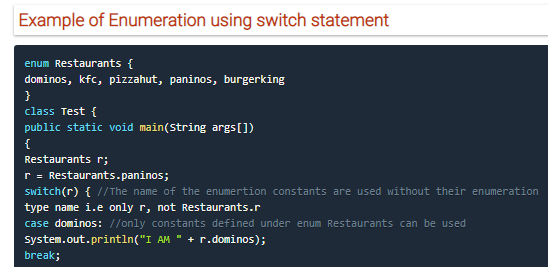 Example of Enumeration using switch statement
enum Restaurants {
dominos, kfc, pizzahut, paninos, burgerking
}
class Test {
public static void main(String args[])
{
Restaurants r;
r = Restaurants.paninos;
switch(r) { //The name of the enumertion constants are used without their enumeration
type name i.e only r, not Restaurants.r
case dominos: //only constants defined under enum Restaurants can be used
System.out.println("I AM " + r.dominos);
break;